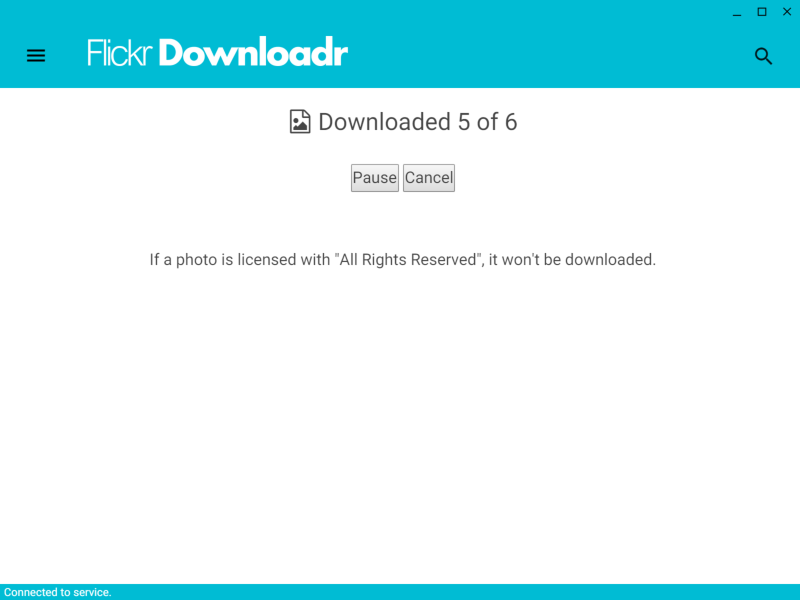 Flickr Downloadr
Downloaded 5 of 6
Pause Cancel
If a photo is licensed with "All Rights Reserved", it won't be downloaded.
Connected to service.